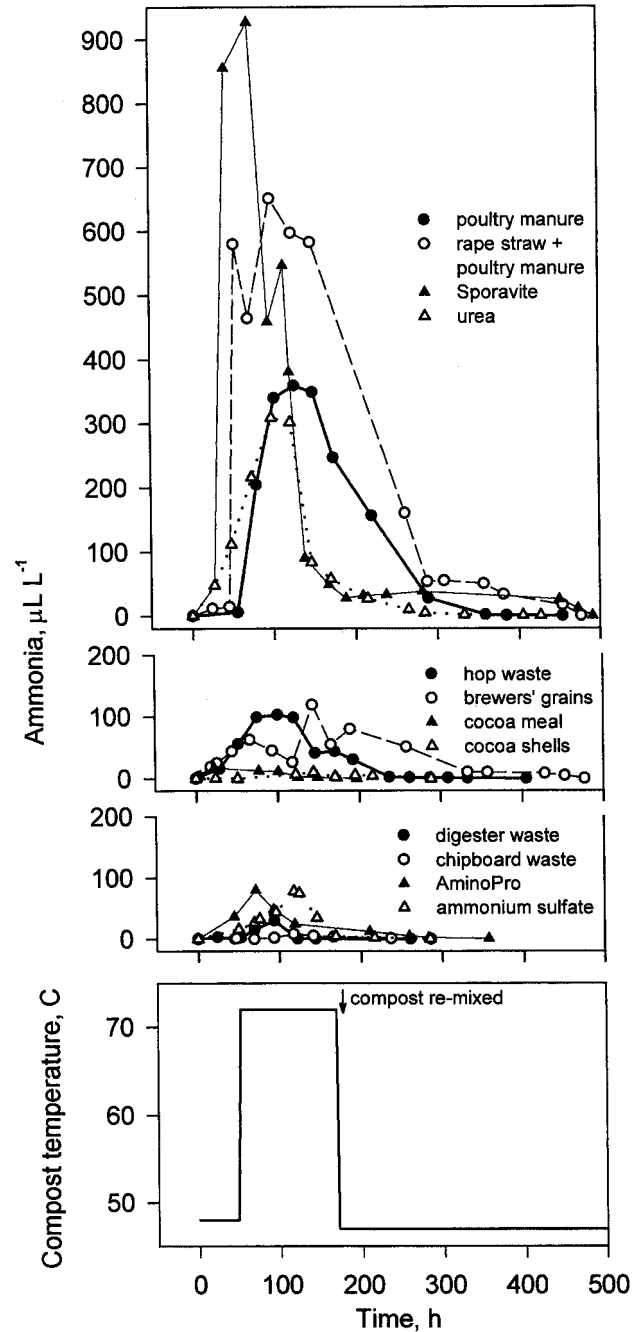 900
800
700
600
500
400
300
200
100
0
poultry manure
rape straw +
poultry manure
Sporavite
urea
Ammonia, µL L-1
200
100
0
hop waste
brewers' grains
cocoa meal
cocoa shells
200
100
0
digester waste
chipboard waste
AminoPro
ammonium sulfate
Compost temperature, C
70
60
50
compost re-mixed
0 100 200 300 400 500
Time, h